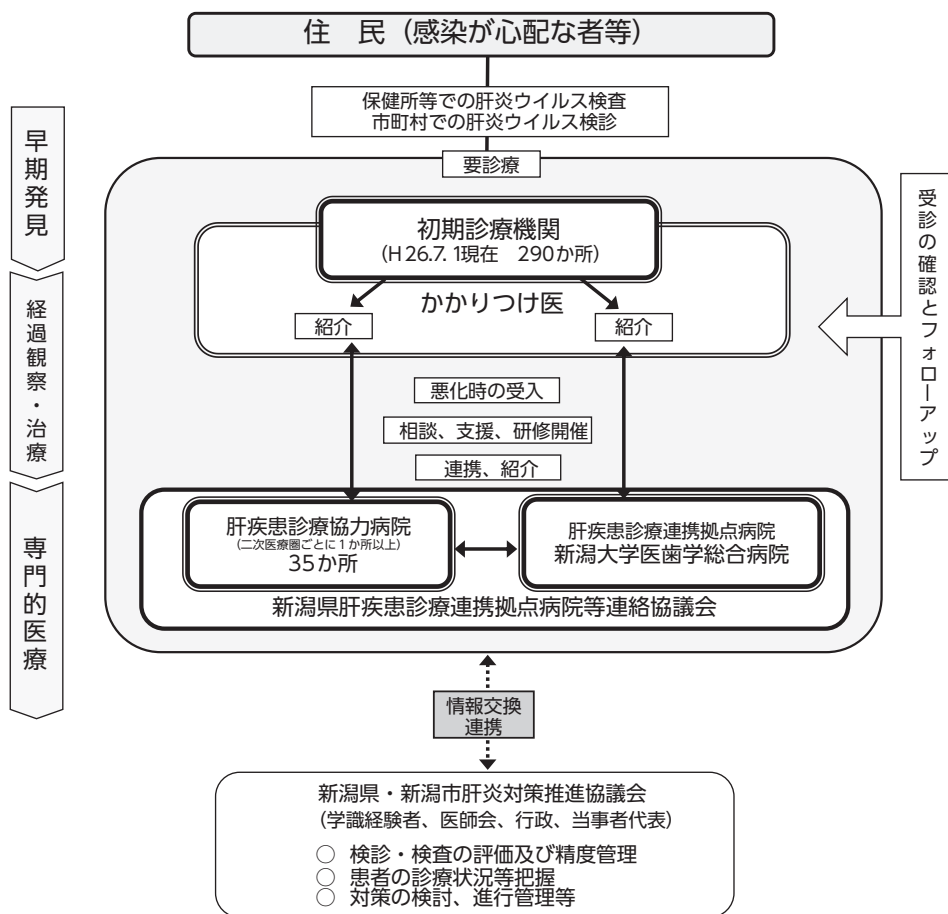 住　民（感染が心配な者等）
保健所等での肝炎ウイルス検査
市町村での肝炎ウイルス検診
要診療
早期発見
初期診療機関
（H 26.7. 1現在　290か所）
かかりつけ医
紹介
紹介
受診の確認とフォローアップ
経過観察・治療
悪化時の受入
相談、支援、研修開催
連携、紹介
専門的医療
肝疾患診療協力病院
（二次医療圏ごとに１か所以上）
35か所
肝疾患診療連携拠点病院
新潟大学医歯学総合病院
新潟県肝疾患診療連携拠点病院等連絡協議会
情報交換
連携
新潟県・新潟市肝炎対策推進協議会
（学識経験者、医師会、行政、当事者代表）
○　検診・検査の評価及び精度管理
○　患者の診療状況等把握
○　対策の検討、進行管理等